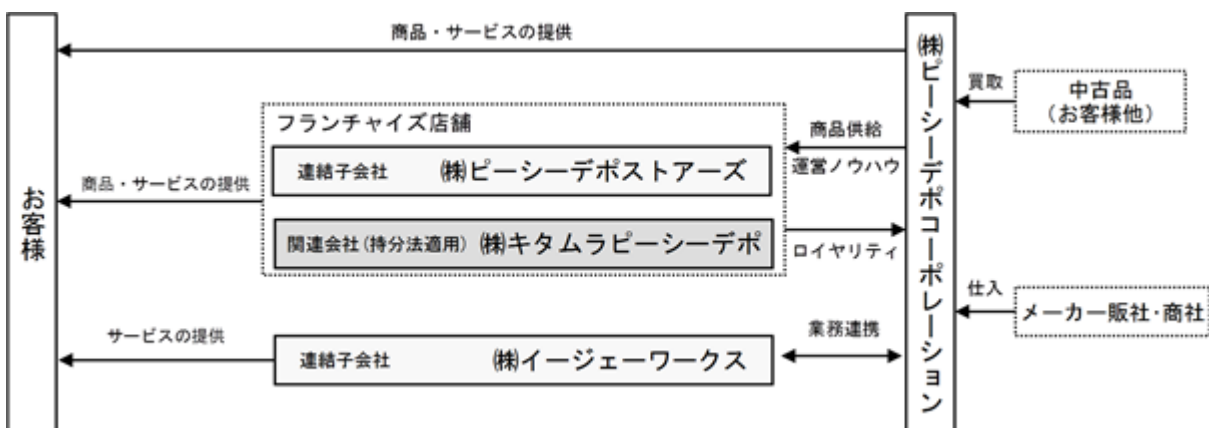 商品・サービスの提供
お客様
㈱ピーシーデポコーポレーション
買取
中古品
(お客様他)
フランチャイズ店舗
商品供給
運営ノウハウ
連結子会社 ㈱ピーシーデポストアーズ
商品・サービスの提供
関連会社(持分法適用) ㈱キタムラピーシーデポ
ロイヤリティ
仕入
メーカー販社・商社
サービスの提供
連結子会社 ㈱イージェーワークス
業務連携